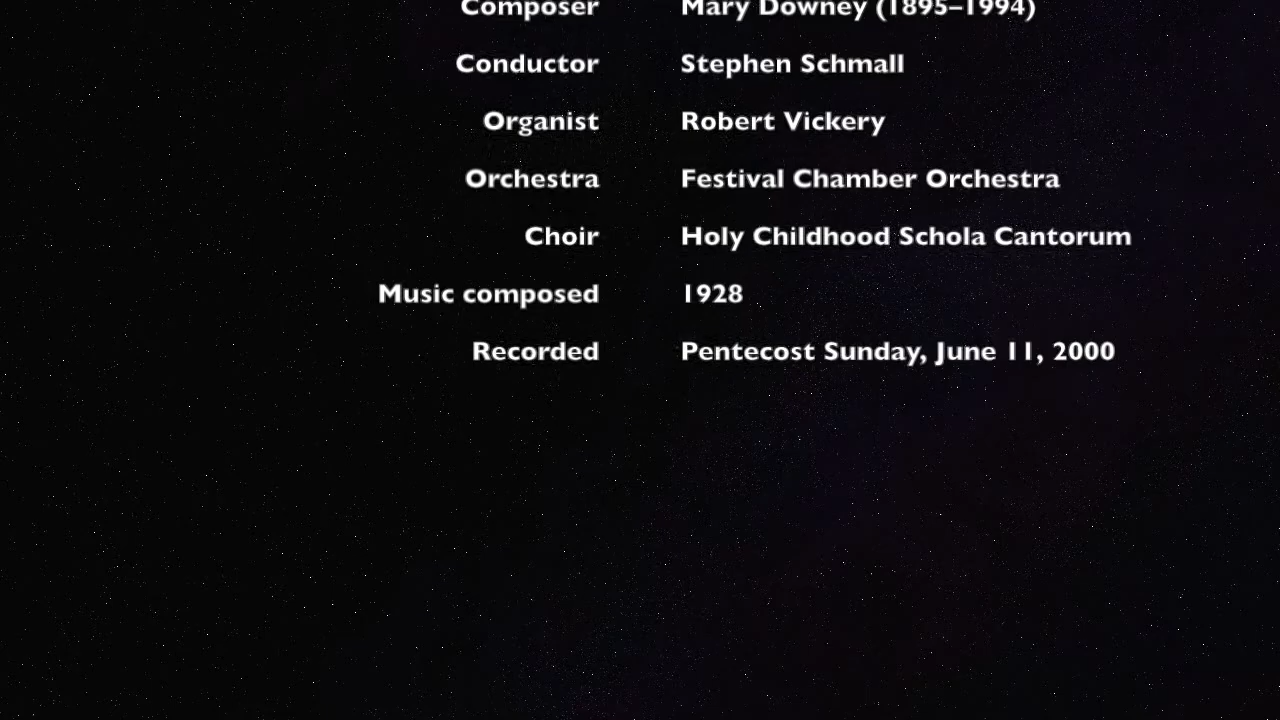 Composer Mary Downey (1895–1994)
Conductor Stephen Schmall
Organist Robert Vickery
Orchestra Festival Chamber Orchestra
Choir Holy Childhood Schola Cantorum
Music composed 1928
Recorded Pentecost Sunday, June 11, 2000